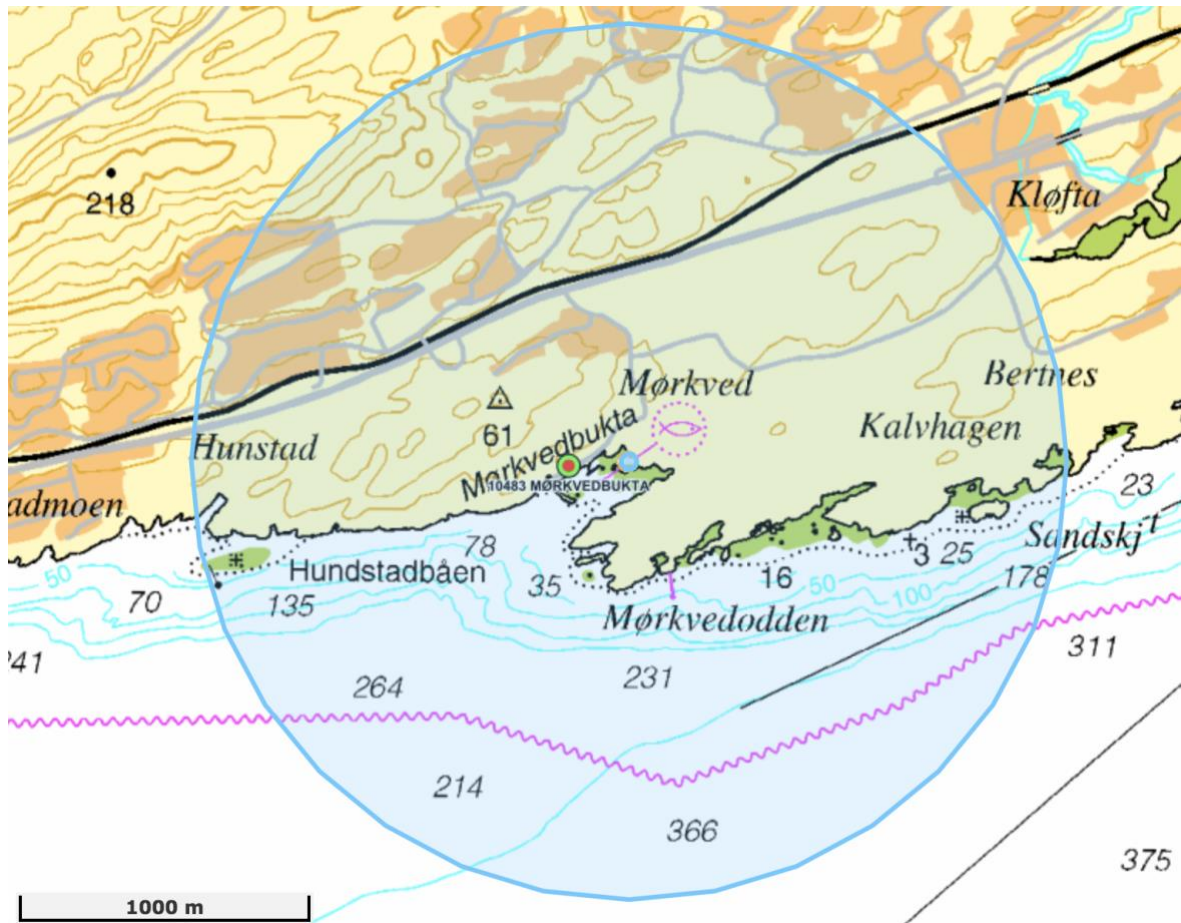 218
Kløfta
Mørkved
Bertnes
61
Kalvhagen
Hunstad
Mørkvedbukta
10483 MØRKVEDBUKTA
admoen
23
78
Sandskj't
3
25
Hundstadbåen
35
50
16
50
178
70
135
100
Mørkvedodden
311
241
264
231
214
366
375
1000 m